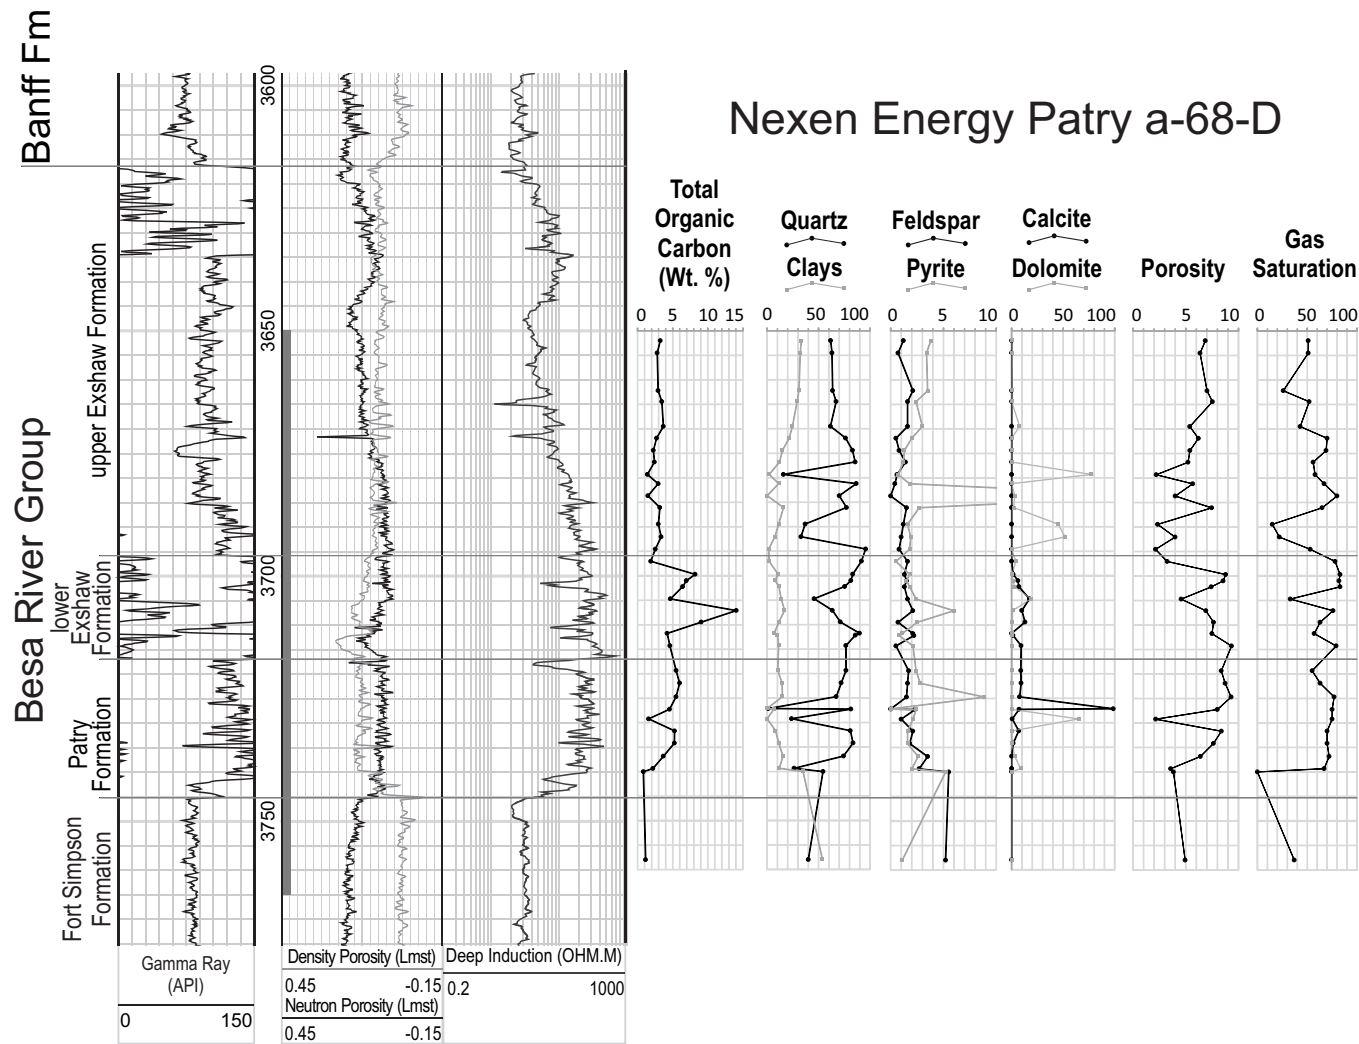 Nexen Energy Patry a-68-D
Banff Fm
Besa River Group
upper Exshaw Formation
lower
Exshaw
Formation
Patry
Formation
Fort Simpson
Formation
3600
3650
3700
3750
Total
Organic
Carbon
(Wt. %)
Quartz
Clays
Feldspar
Pyrite
Calcite
Dolomite
Porosity
Gas
Saturation
0 5 10 15
0 50 100
0 5 10
0 50 100
0 5 10
0 50 100
Gamma Ray
(API)
0 150
Density Porosity (Lmst)
0.45 -0.15
Neutron Porosity (Lmst)
0.45 -0.15
Deep Induction (OHM.M)
0.2 1000